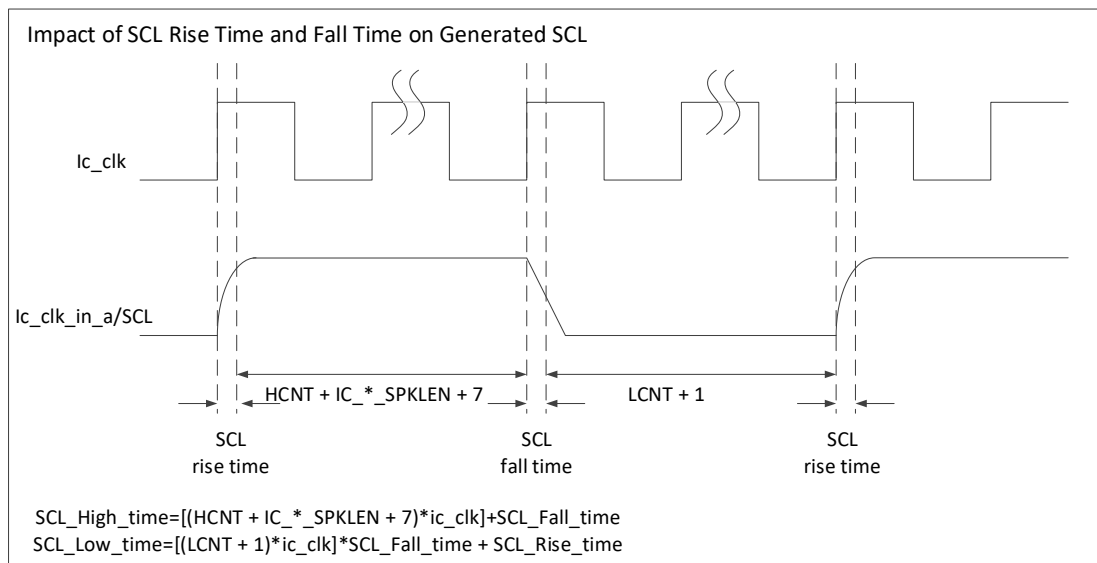 Impact of SCL Rise Time and Fall Time on Generated SCL
Ic_clk
Ic_clk_in_a/SCL
HCNT + IC_*_SPKLEN + 7
LCNT + 1
SCL
rise time
SCL
fall time
SCL
rise time
SCL_High_time=[(HCNT + IC_*_SPKLEN + 7)*ic_clk]+SCL_Fall_time
SCL_Low_time=[(LCNT + 1)*ic_clk]*SCL_Fall_time + SCL_Rise_time